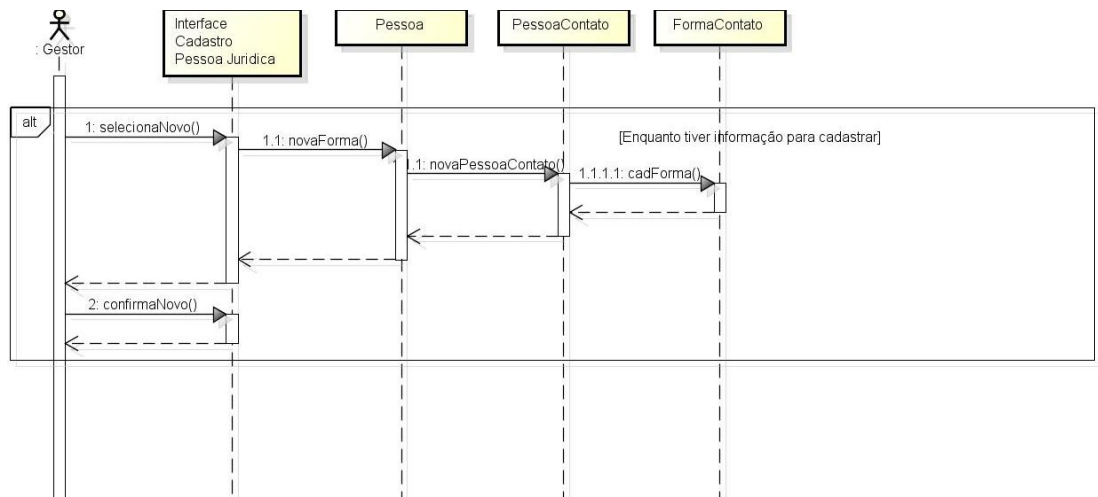 : Gestor
Interface
Cadastro
Pessoa Juridica
Pessoa
PessoaContato
FormaContato
alt
1: selecionaNovo()
1.1: novaForma()
[Enquanto tiver informação para cadastrar]
.1: novaPessoaContato()
1.1.1.1: cadForma()
2: confirmaNovo()